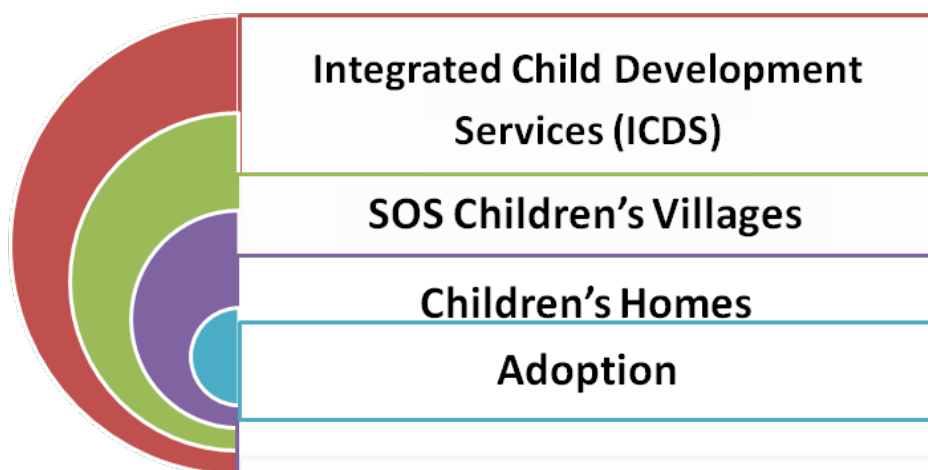 Integrated Child Development
Services (ICDS)
SOS Children’s Villages
Children’s Homes
Adoption